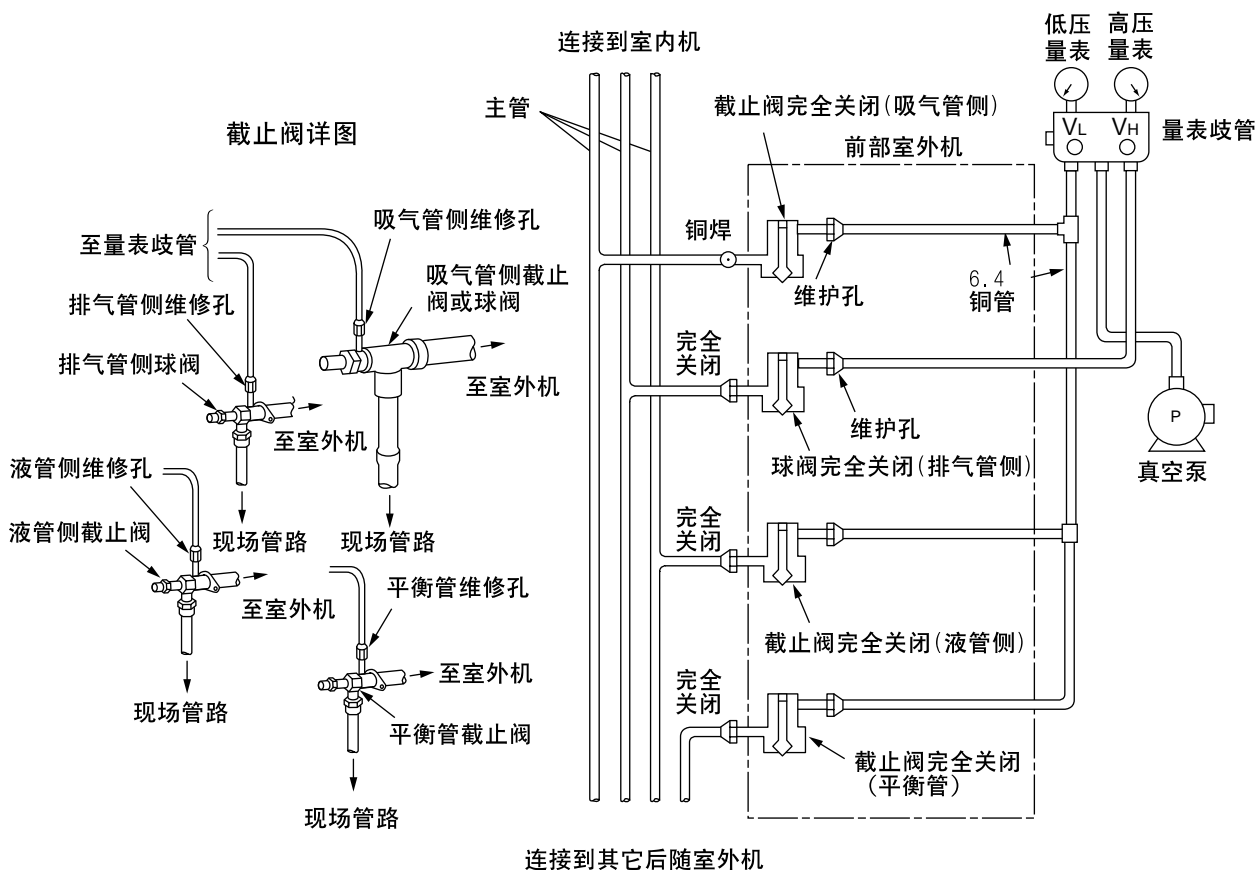 连接到室内机
低压
量表
高压
量表
主管
截止阀完全关闭(吸气管侧)
VL
VH
量表歧管
截止阀详图
前部室外机
至量表歧管
吸气管侧维修孔
铜焊
吸气管侧截止
阀或球阀
维护孔
6.4
铜管
排气管侧维修孔
排气管侧球阀
至室外机
完全
关闭
P
真空泵
至室外机
维护孔
球阀完全关闭(排气管侧)
液管侧维修孔
液管侧截止阀
现场管路
现场管路
完全
关闭
至室外机
平衡管维修孔
截止阀完全关闭(液管侧)
至室外机
完全
关闭
现场管路
平衡管截止阀
截止阀完全关闭
(平衡管)
现场管路
连接到其它后随室外机